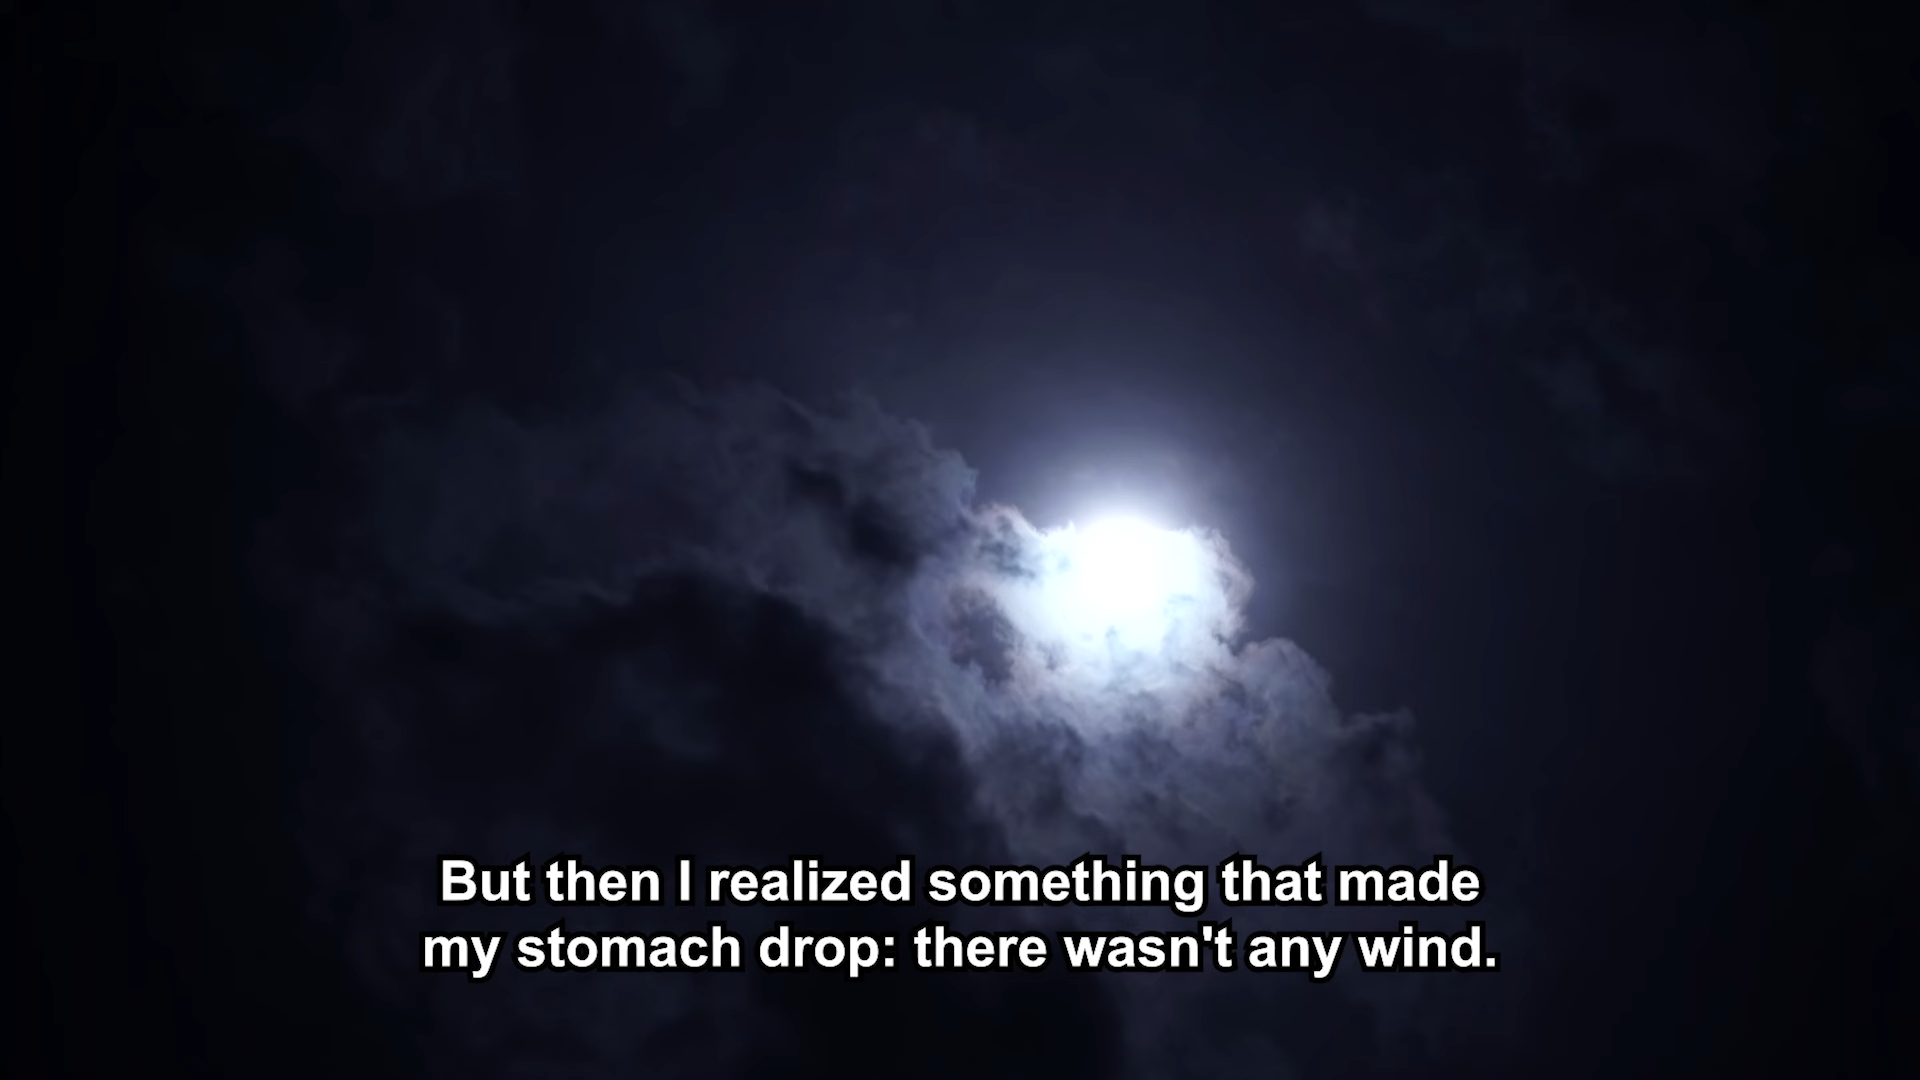 But then I realized something that made
my stomach drop: there wasn't any wind.